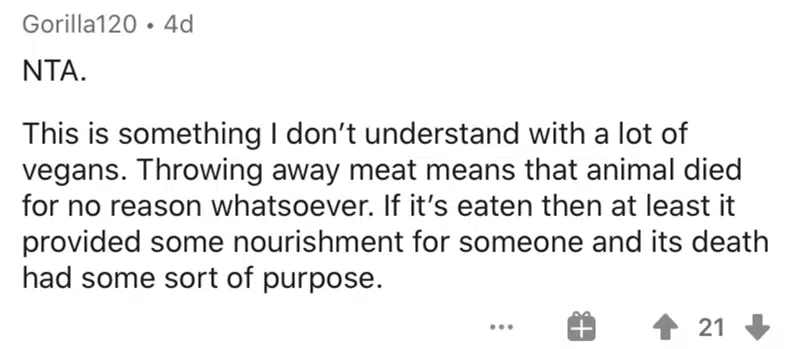 Gorilla120 • 4d
NTA.
This is something I don’t understand with a lot of
vegans. Throwing away meat means that animal died
for no reason whatsoever. If it’s eaten then at least it
provided some nourishment for someone and its death
had some sort of purpose.
21